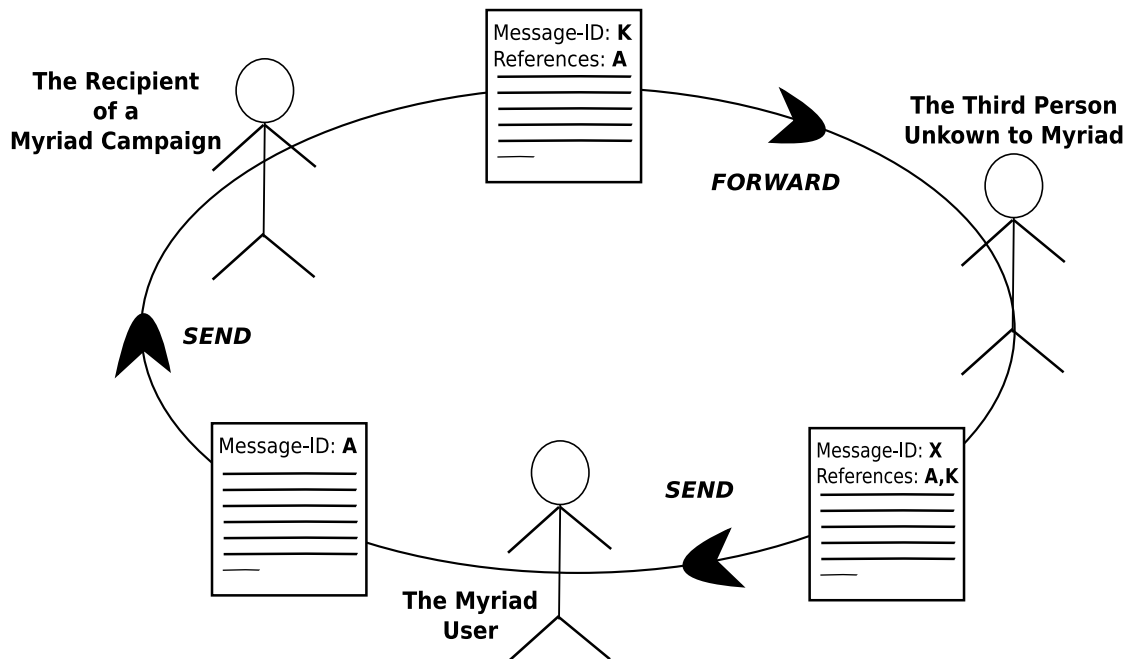 Message-ID: K
References: A
The Recipient
of a
Myriad Campaign
The Third Person
Unkown to Myriad
FORWARD
SEND
Message-ID: A
Message-ID: X
References: A,K
SEND
The Myriad
User